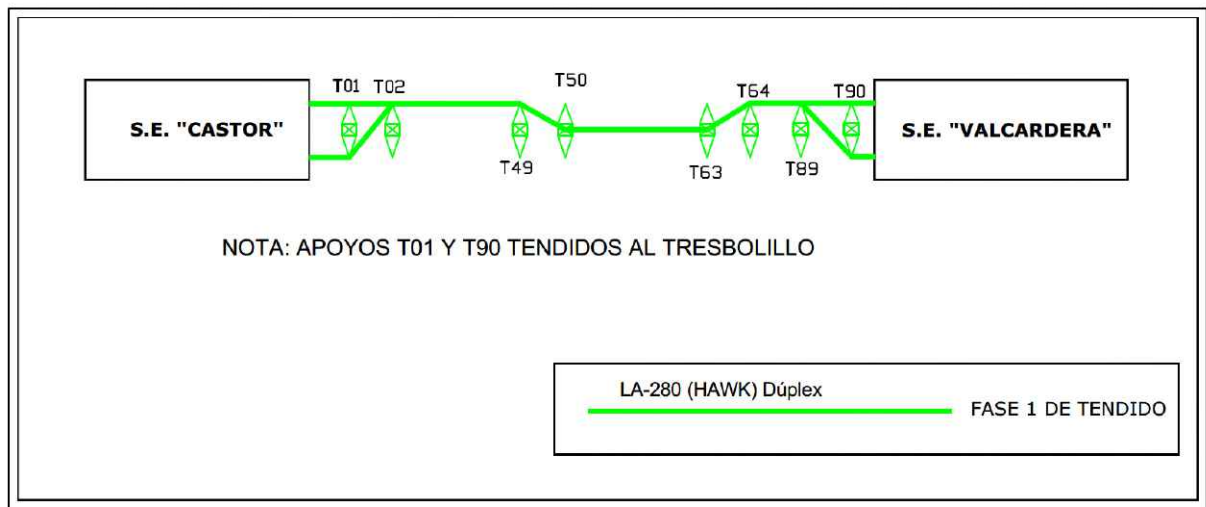 T01 T02
T50
T64
T90
S.E. "CASTOR"
S.E. "VALCARDERA"
T49
T63
T89
NOTA: APOYOS T01 Y T90 TENDIDOS AL TRESBOLILLO
LA-280 (HAWK) Dúplex
FASE 1 DE TENDIDO